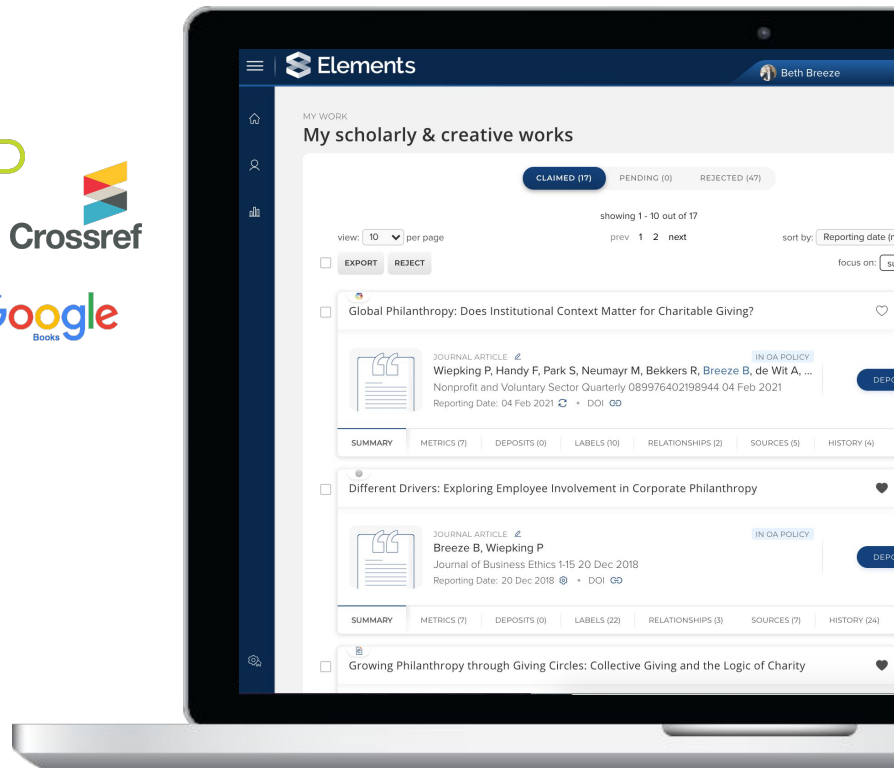 Crossref
Google
Books
Elements
Beth Breeze
MY WORK
My scholarly & creative works
CLAIMED (17) PENDING (0) REJECTED (47)
showing 1 - 10 out of 17
view: 10 per page prev 1 2 next sort by: Reporting date (
EXPORT REJECT focus on:
Global Philanthropy: Does Institutional Context Matter for Charitable Giving?
JOURNAL ARTICLE IN OA POLICY
Wiepking P, Handy F, Park S, Neumayr M, Bekkers R, Breeze B, de Wit A, ...
Nonprofit and Voluntary Sector Quarterly 089976402198944 04 Feb 2021
Reporting Date: 04 Feb 2021 • DOI
DEPO
SUMMARY METRICS (7) DEPOSITS (0) LABELS (10) RELATIONSHIPS (2) SOURCES (5) HISTORY (4)
Different Drivers: Exploring Employee Involvement in Corporate Philanthropy
JOURNAL ARTICLE IN OA POLICY
Breeze B, Wiepking P
Journal of Business Ethics 1-15 20 Dec 2018
Reporting Date: 20 Dec 2018 • DOI
DEPO
SUMMARY METRICS (7) DEPOSITS (0) LABELS (22) RELATIONSHIPS (3) SOURCES (7) HISTORY (24)
Growing Philanthropy through Giving Circles: Collective Giving and the Logic of Charity